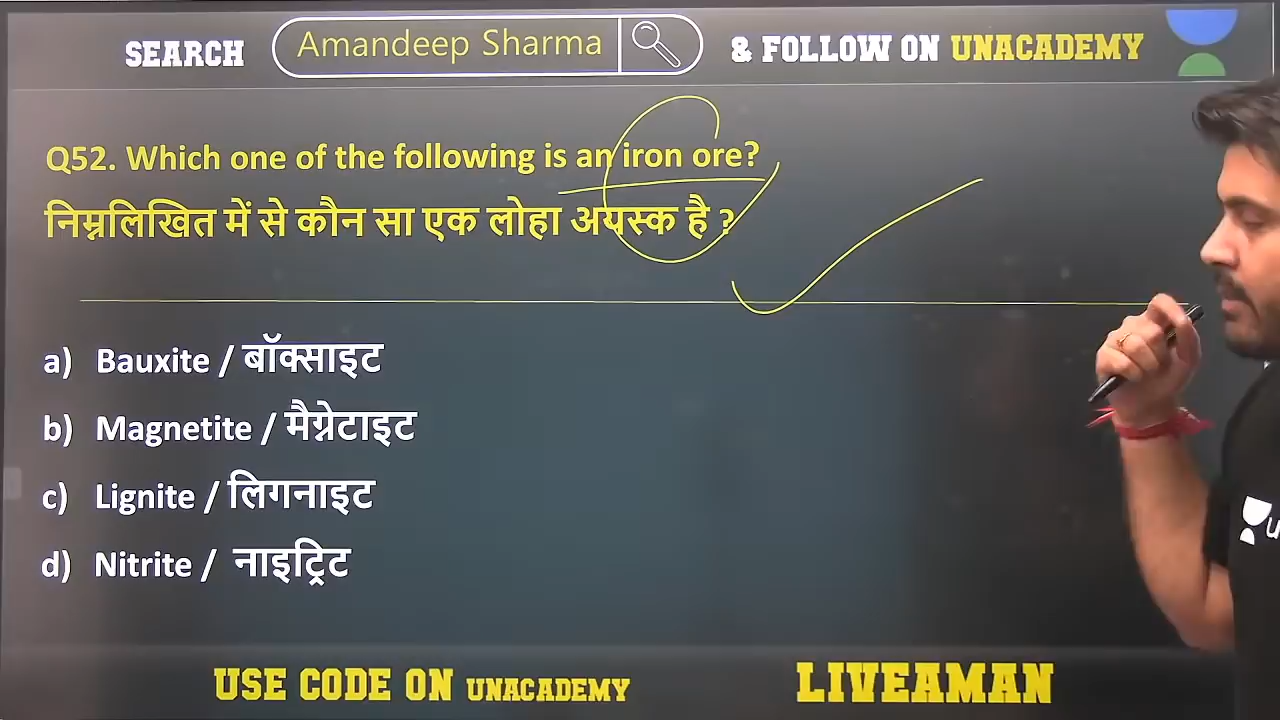 SEARCH Amandeep Sharma & FOLLOW ON UNACADEMY
Q52. Which one of the following is an iron ore?
निम्नलिखित में से कौन सा एक लोहा अयस्क है ?
a) Bauxite / बॉक्साइट
b) Magnetite / मैग्नेटाइट
c) Lignite / लिगनाइट
d) Nitrite / नाइट्रिट
USE CODE ON UNACADEMY LIVEAMAN